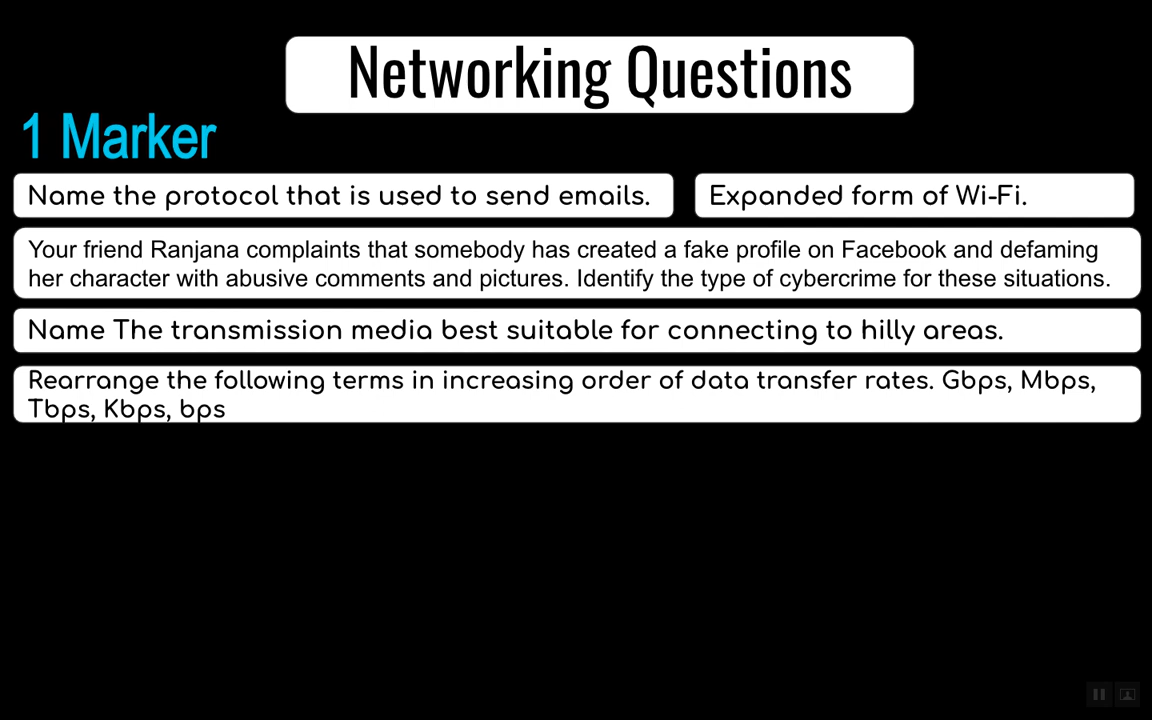 Networking Questions
1 Marker
Name the protocol that is used to send emails.
Expanded form of Wi-Fi.
Your friend Ranjana complaints that somebody has created a fake profile on Facebook and defaming
her character with abusive comments and pictures. Identify the type of cybercrime for these situations.
Name The transmission media best suitable for connecting to hilly areas.
Rearrange the following terms in increasing order of data transfer rates. Gbps, Mbps,
Tbps, Kbps, bps